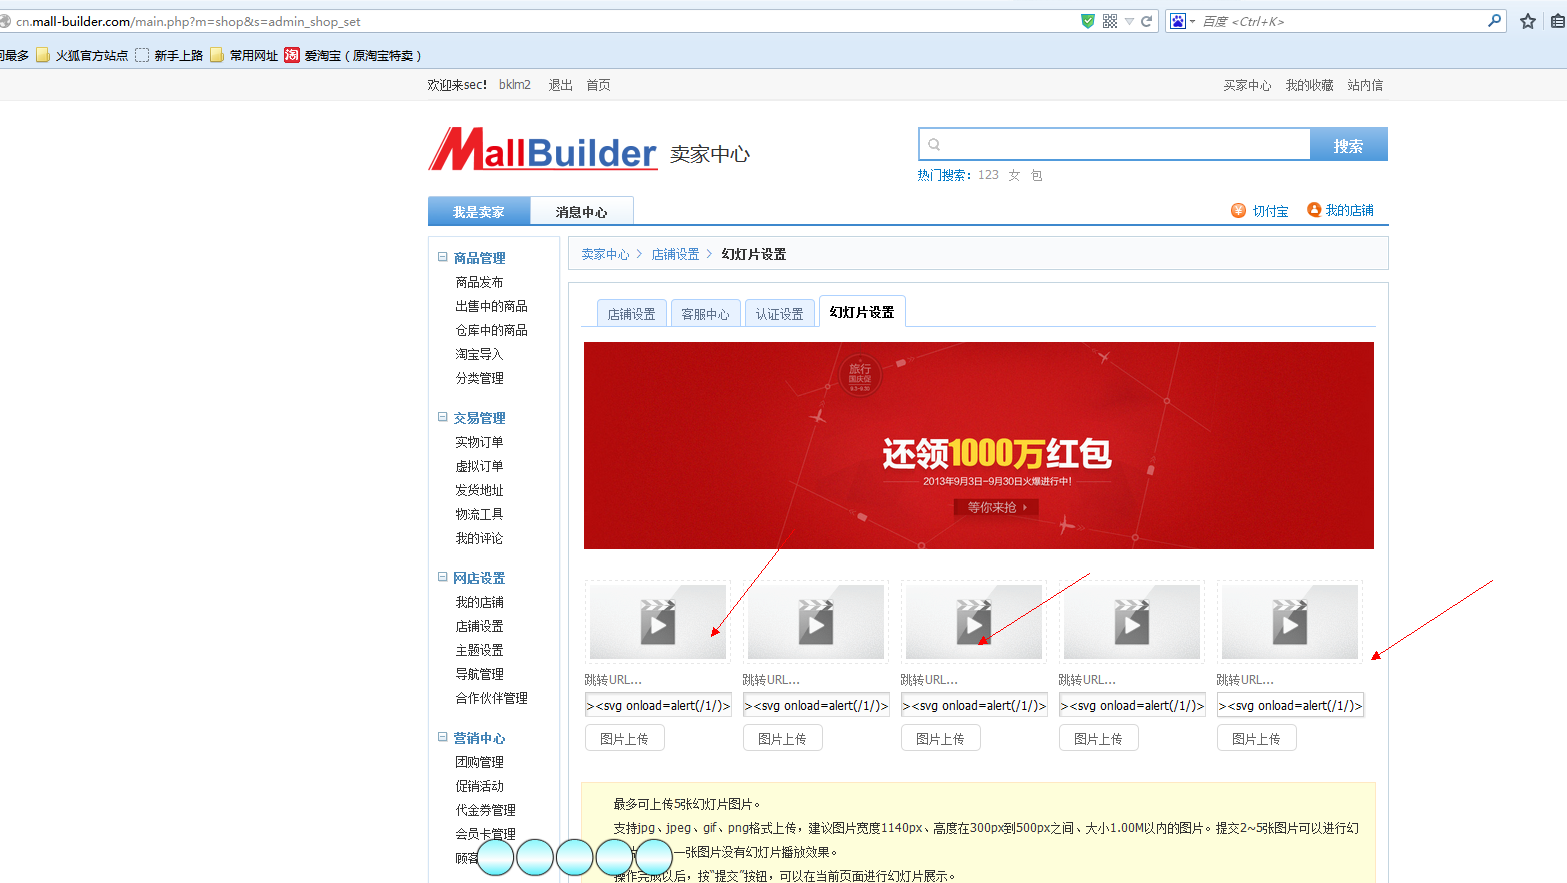 cn.mall-builder.com/main.php?m=shop&s=admin_shop_set
百度 <Ctrl+K>
问最多 火狐官方站点 新手上路 常用网址 淘 爱淘宝（原淘宝特卖）
欢迎来sec! bklm2 退出 首页 买家中心 我的收藏 站内信
MallBuilder 卖家中心
搜索
热门搜索： 123 女 包
我是卖家 消息中心 切付宝 我的店铺
卖家中心 > 店铺设置 > 幻灯片设置
店铺设置 客服中心 认证设置 幻灯片设置
商品管理
商品发布
出售中的商品
仓库中的商品
淘宝导入
分类管理
交易管理
实物订单
虚拟订单
发货地址
物流工具
我的评论
网店设置
我的店铺
店铺设置
主题设置
导航管理
合作伙伴管理
营销中心
团购管理
促销活动
代金券管理
会员卡管理
顾客
旅行
国庆促
9.3-9.30
还领1000万红包
2013年9月3日-9月30日火爆进行中!
等你来抢
跳转URL... 跳转URL... 跳转URL... 跳转URL... 跳转URL...
><svg onload=alert(/1/)> ><svg onload=alert(/1/)> ><svg onload=alert(/1/)> ><svg onload=alert(/1/)> ><svg onload=alert(/1/)>
图片上传 图片上传 图片上传 图片上传 图片上传
最多可上传5张幻灯片图片。
支持jpg、jpeg、gif、png格式上传，建议图片宽度1140px、高度在300px到500px之间、大小1.00M以内的图片。提交2~5张图片可以进行幻
一张图片没有幻灯片播放效果。
操作完成以后，按“提交”按钮，可以在当前页面进行幻灯片展示。